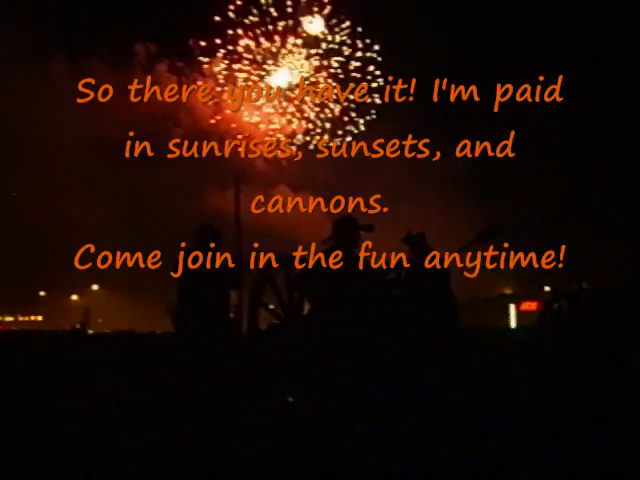 So there you have it! I'm paid
in sunrises, sunsets, and
cannons.
Come join in the fun anytime!